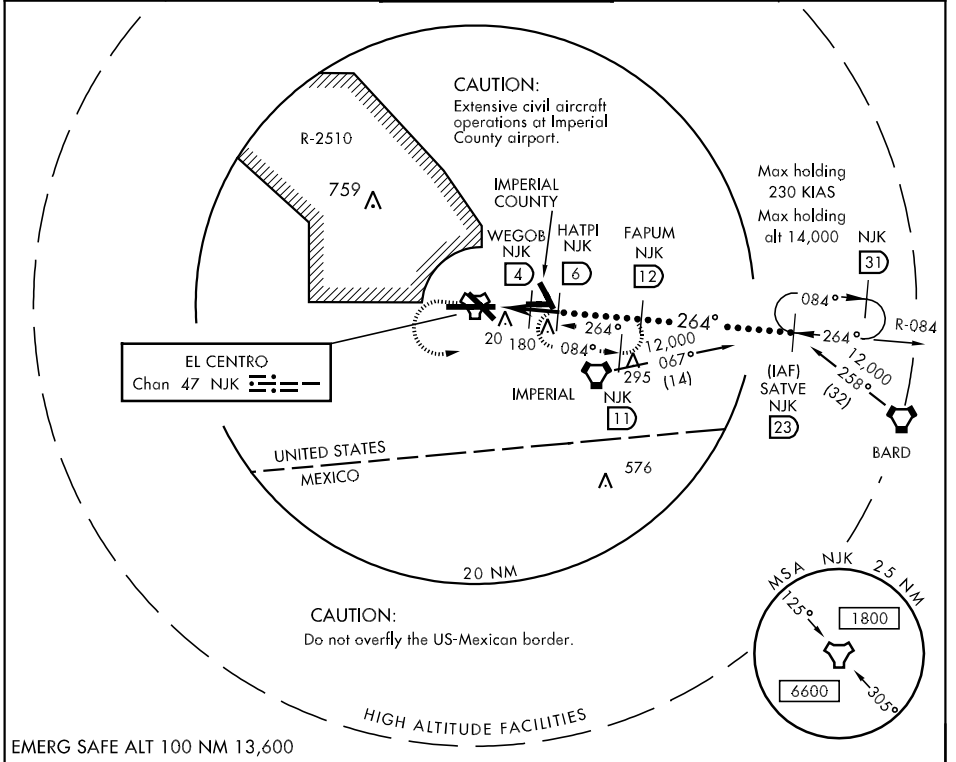 CAUTION:
Extensive civil aircraft
operations at Imperial
County airport.
R-2510
759
IMPERIAL
COUNTY
Max holding
230 KIAS
Max holding
alt 14,000
WEGOB
NJK
4
HATPI
NJK
6
FAPUM
NJK
12
NJK
31
084°
264°
R-084
264°
264°
20
180
084°
12,000
067°
(14)
295
IMPERIAL
NJK
11
(IAF)
SATVE
NJK
23
12,000
258°
(32)
BARD
EL CENTRO
Chan 47 NJK
UNITED STATES
MEXICO
576
20 NM
CAUTION:
Do not overfly the US-Mexican border.
MSA NJK 25 NM
125°
1800
6600
305°
HIGH ALTITUDE FACILITIES
EMERG SAFE ALT 100 NM 13,600